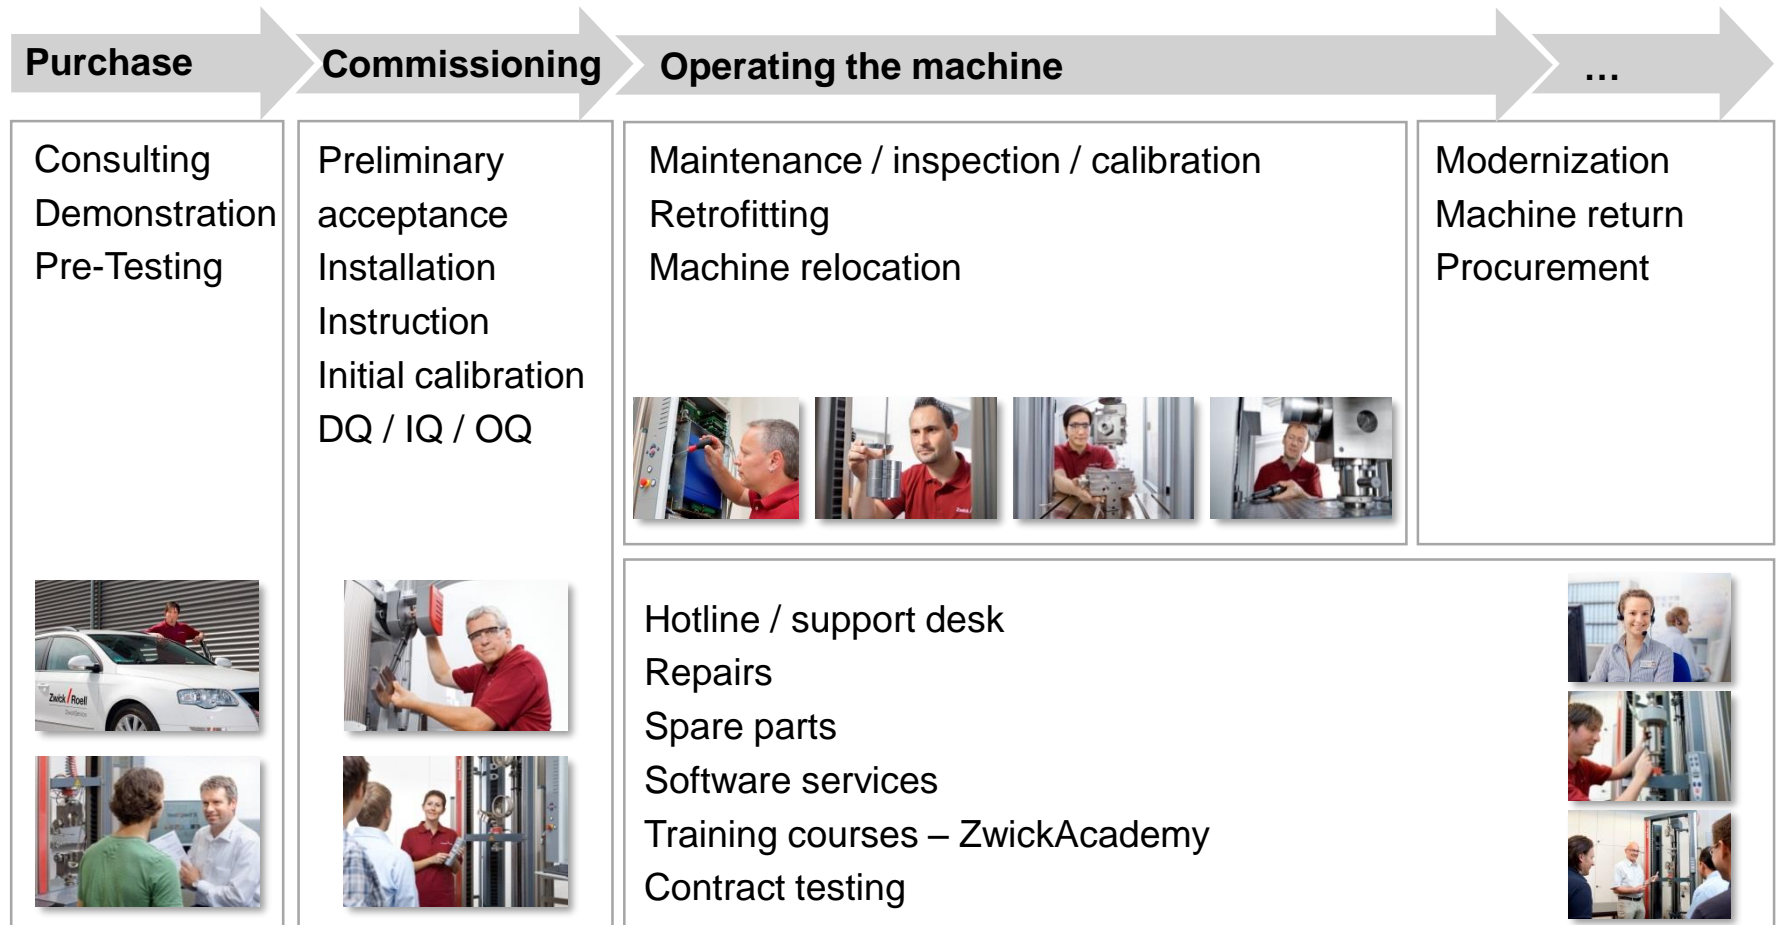 Purchase
Commissioning
Operating the machine
…
Consulting
Demonstration
Pre-Testing
Preliminary
acceptance
Installation
Instruction
Initial calibration
DQ / IQ / OQ
Maintenance / inspection / calibration
Retrofitting
Machine relocation
Modernization
Machine return
Procurement
Hotline / support desk
Repairs
Spare parts
Software services
Training courses – ZwickAcademy
Contract testing
Zwick / Roell